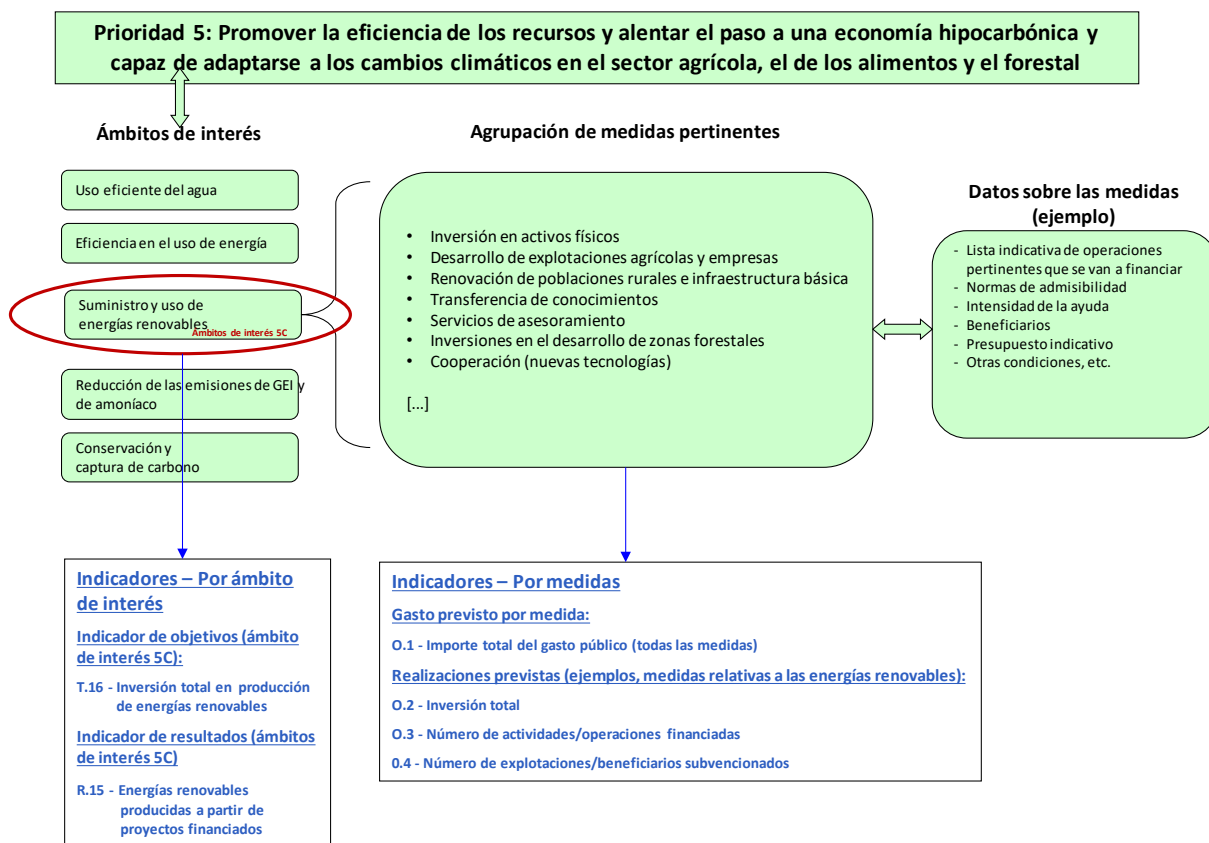 Prioridad 5: Promover la eficiencia de los recursos y alentar el paso a una economía hipocarbónica y
capaz de adaptarse a los cambios climáticos en el sector agrícola, el de los alimentos y el forestal
Ámbitos de interés
Uso eficiente del agua
Eficiencia en el uso de energía
Suministro y uso de
energías renovables
Ámbitos de interés 5C
Reducción de las emisiones de GEI y
de amoníaco
Conservación y
captura de carbono
Agrupación de medidas pertinentes
• Inversión en activos físicos
• Desarrollo de explotaciones agrícolas y empresas
• Renovación de poblaciones rurales e infraestructura básica
• Transferencia de conocimientos
• Servicios de asesoramiento
• Inversiones en el desarrollo de zonas forestales
• Cooperación (nuevas tecnologías)
[...]
Datos sobre las medidas
(ejemplo)
- Lista indicativa de operaciones
pertinentes que se van a financiar
- Normas de admisibilidad
- Intensidad de la ayuda
- Beneficiarios
- Presupuesto indicativo
- Otras condiciones, etc.
Indicadores – Por ámbito
de interés
Indicador de objetivos (ámbito
de interés 5C):
T.16 - Inversión total en producción
de energías renovables
Indicador de resultados (ámbitos
de interés 5C)
R.15 - Energías renovables
producidas a partir de
proyectos financiados
Indicadores – Por medidas
Gasto previsto por medida:
O.1 - Importe total del gasto público (todas las medidas)
Realizaciones previstas (ejemplos, medidas relativas a las energías renovables):
O.2 - Inversión total
O.3 - Número de actividades/operaciones financiadas
0.4 - Número de explotaciones/beneficiarios subvencionados